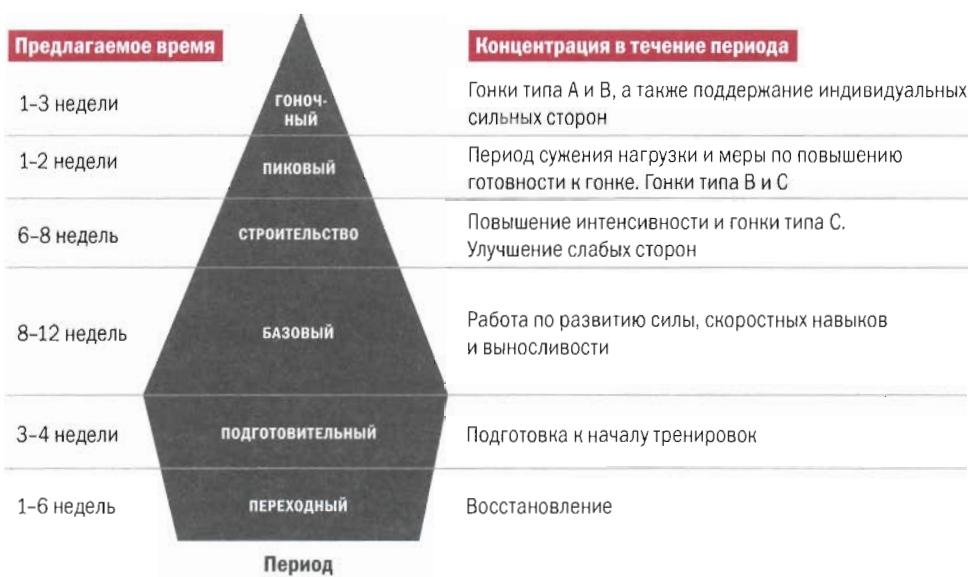 Предлагаемое время
Концентрация в течение периода
1–3 недели
ГОНОЧ-
НЫЙ
Гонки типа А и В, а также поддержание индивидуальных
сильных сторон
1–2 недели
ПИКОВЫЙ
Период сужения нагрузки и меры по повышению
готовности к гонке. Гонки типа В и С
6–8 недель
СТРОИТЕЛЬСТВО
Повышение интенсивности и гонки типа С.
Улучшение слабых сторон
8–12 недель
БАЗОВЫЙ
Работа по развитию силы, скоростных навыков
и выносливости
3–4 недели
ПОДГОТОВИТЕЛЬНЫЙ
Подготовка к началу тренировок
1–6 недель
ПЕРЕХОДНЫЙ
Восстановление
Период